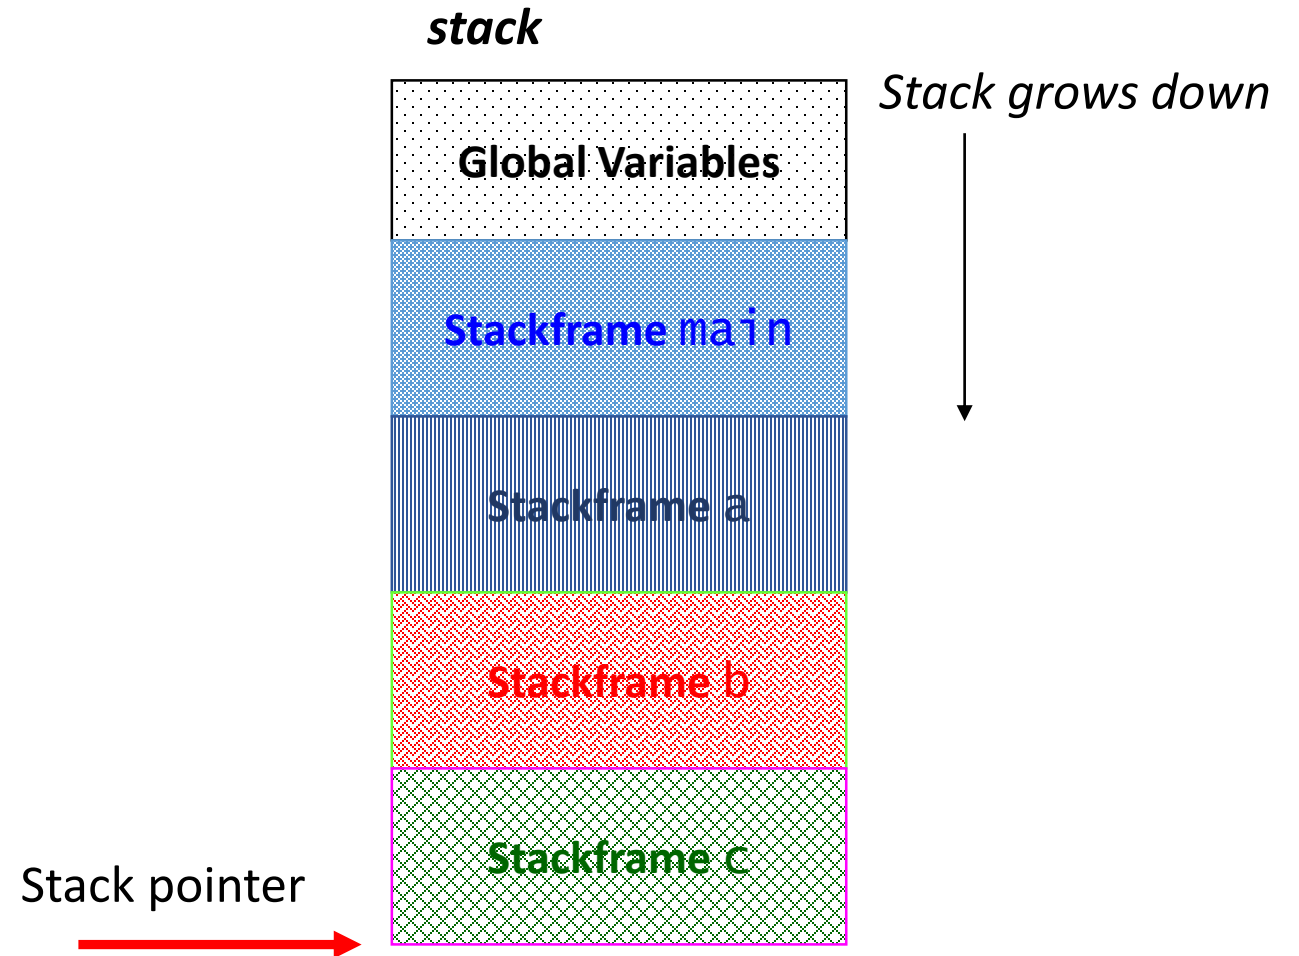 stack
Stack grows down
Global Variables
Stackframe main
Stackframe a
Stackframe b
Stackframe c
Stack pointer